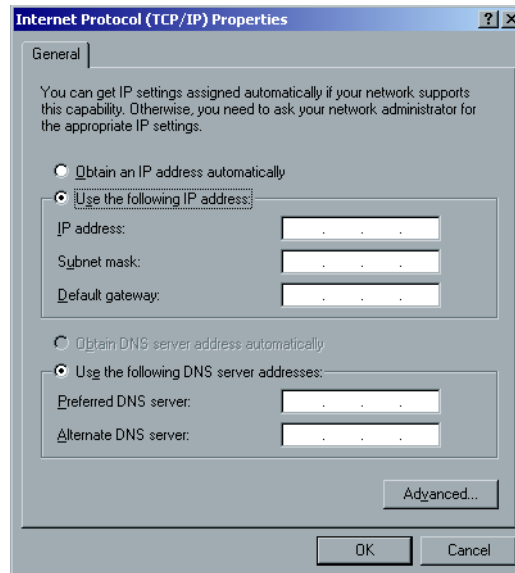 Internet Protocol (TCP/IP) Properties
General
You can get IP settings assigned automatically if your network supports
this capability. Otherwise, you need to ask your network administrator for
the appropriate IP settings.
Obtain an IP address automatically
Use the following IP address:
IP address:
Subnet mask:
Default gateway:
Obtain DNS server address automatically
Use the following DNS server addresses:
Preferred DNS server:
Alternate DNS server:
Advanced...
OK Cancel